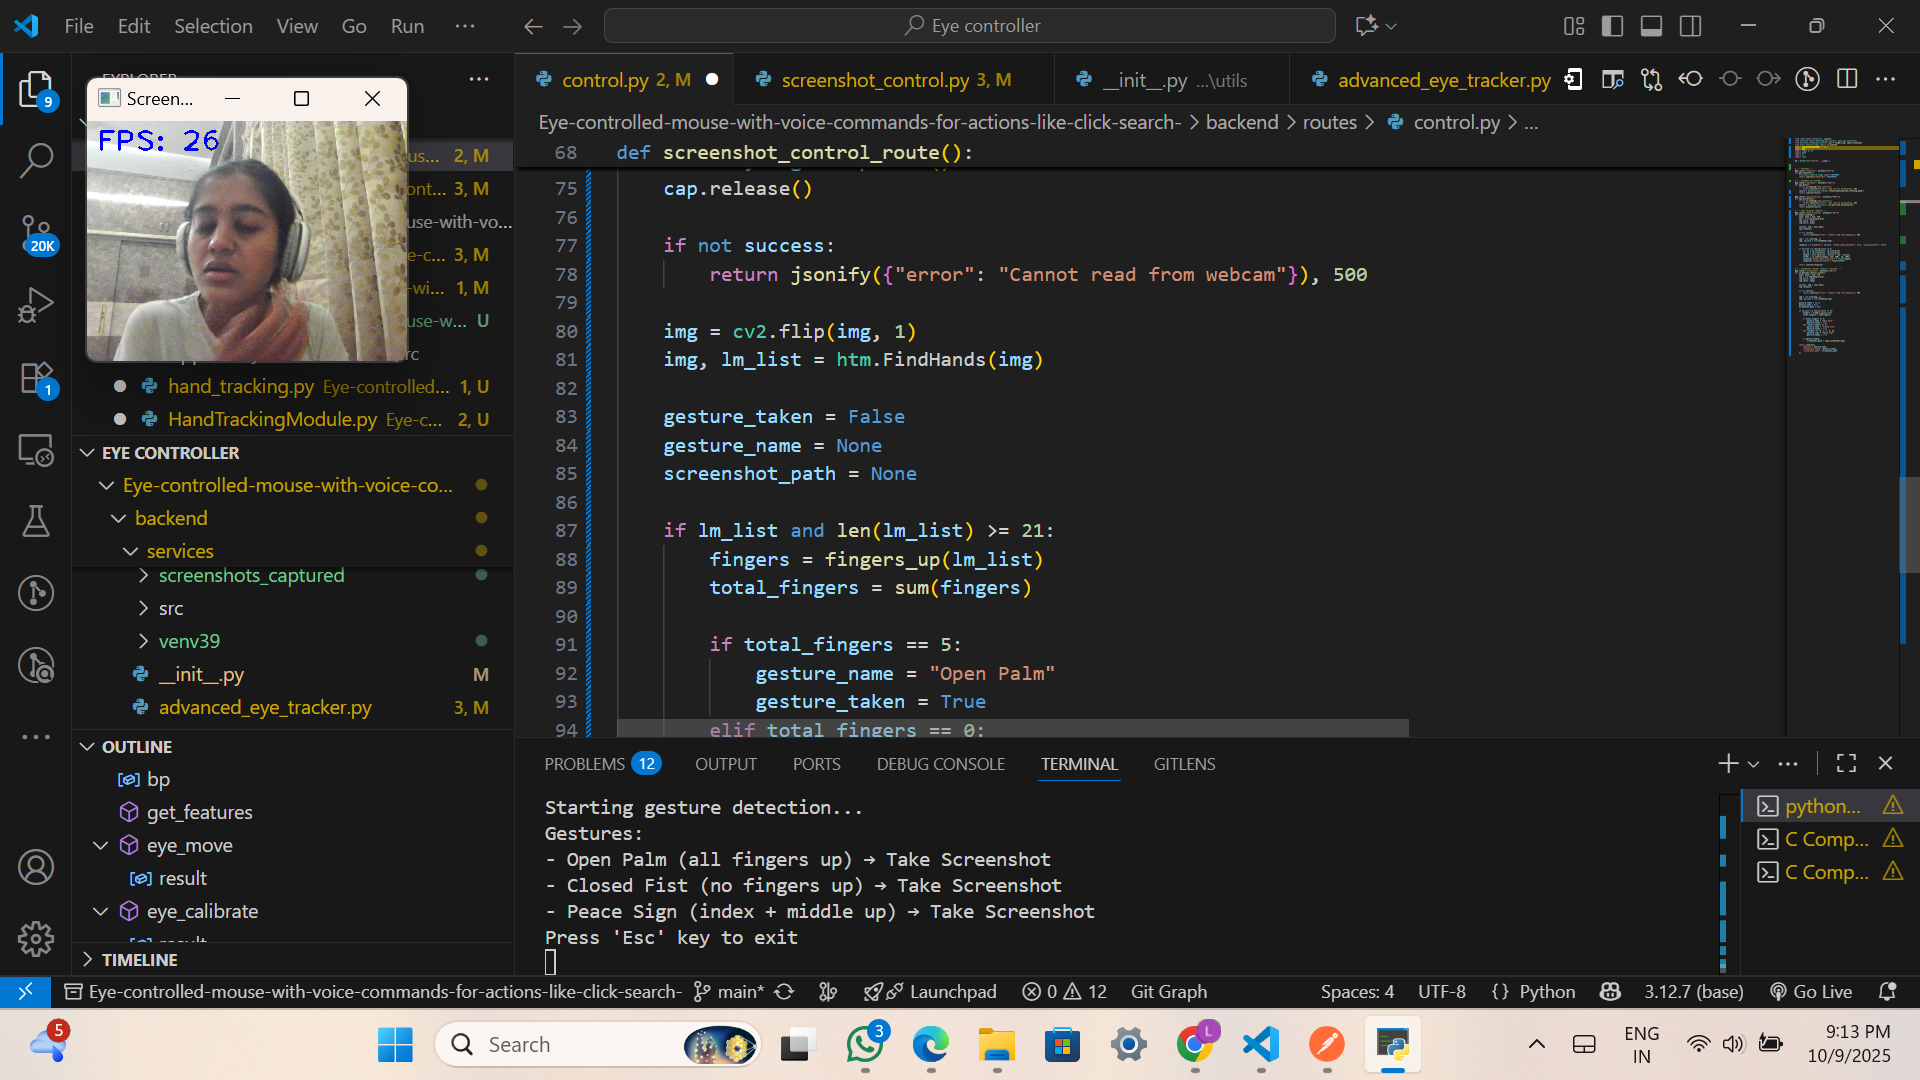 File Edit Selection View Go Run ···
Eye controller
EXPLORER
Screen...
FPS: 26
us... 2, M
ont... 3, M
use-with-vo...
e-c... 3, M
-wi... 1, M
use-w... U
rc
hand_tracking.py Eye-controlled... 1, U
HandTrackingModule.py Eye-c... 2, U
EYE CONTROLLER
Eye-controlled-mouse-with-voice-co...
backend
services
screenshots_captured
src
venv39
__init__.py M
advanced_eye_tracker.py 3, M
OUTLINE
bp
get_features
eye_move
result
eye_calibrate
result
TIMELINE
9
20K
1
control.py 2, M
screenshot_control.py 3, M
__init__.py ...\utils
advanced_eye_tracker.py
Eye-controlled-mouse-with-voice-commands-for-actions-like-click-search- > backend > routes > control.py > ...
68 def screenshot_control_route():
75 cap.release()
76
77 if not success:
78 return jsonify({"error": "Cannot read from webcam"}), 500
79
80 img = cv2.flip(img, 1)
81 img, lm_list = htm.FindHands(img)
82
83 gesture_taken = False
84 gesture_name = None
85 screenshot_path = None
86
87 if lm_list and len(lm_list) >= 21:
88 fingers = fingers_up(lm_list)
89 total_fingers = sum(fingers)
90
91 if total_fingers == 5:
92 gesture_name = "Open Palm"
93 gesture_taken = True
94 elif total_fingers == 0:
PROBLEMS 12 OUTPUT PORTS DEBUG CONSOLE TERMINAL GITLENS
Starting gesture detection...
Gestures:
- Open Palm (all fingers up) → Take Screenshot
- Closed Fist (no fingers up) → Take Screenshot
- Peace Sign (index + middle up) → Take Screenshot
Press 'Esc' key to exit
python...
C Comp...
C Comp...
Eye-controlled-mouse-with-voice-commands-for-actions-like-click-search- main* Launchpad 0 12 Git Graph Spaces: 4 UTF-8 {} Python 3.12.7 (base) Go Live
5
Search
3
L
ENG
IN
9:13 PM
10/9/2025